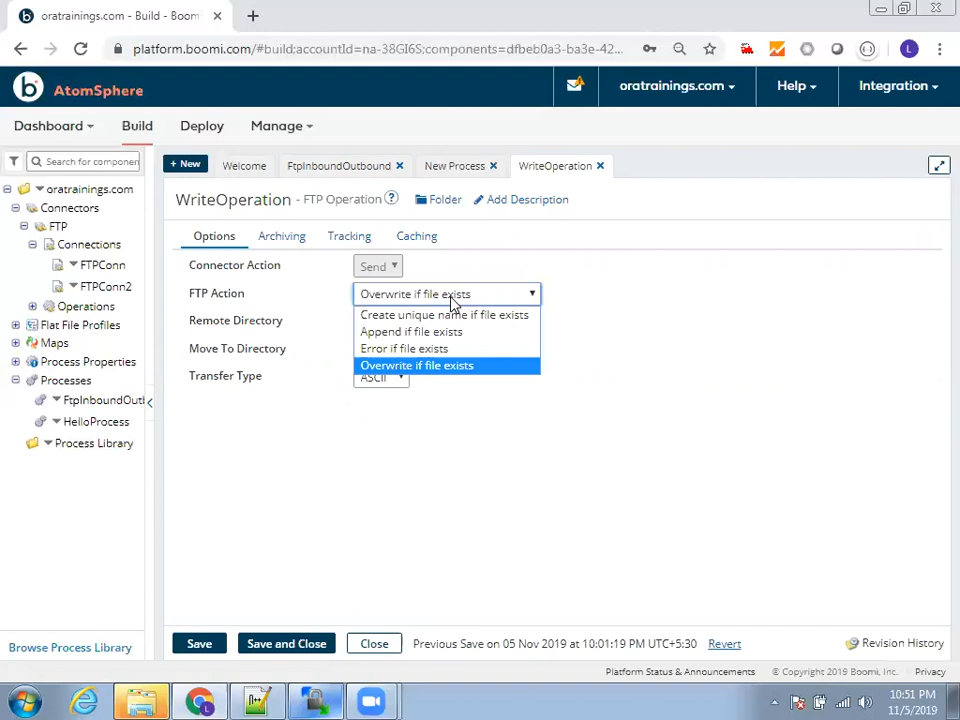 oratrainings.com - Build - Boomi
platform.boomi.com/#build;accountId=na-38GI6S;components=dfbeb0a3-ba3e-42...
L
AtomSphere
oratrainings.com
Help
Integration
Dashboard
Build
Deploy
Manage
Search for componen
+ New
Welcome
FtpInboundOutbound
New Process
WriteOperation
oratrainings.com
Connectors
FTP
Connections
FTPConn
FTPConn2
Operations
Flat File Profiles
Maps
Process Properties
Processes
FtpInboundOutb
HelloProcess
Process Library
Browse Process Library
WriteOperation - FTP Operation
Folder
Add Description
Options
Archiving
Tracking
Caching
Connector Action
Send
FTP Action
Overwrite if file exists
Create unique name if file exists
Append if file exists
Error if file exists
Overwrite if file exists
Remote Directory
Move To Directory
Transfer Type
ASCII
Save
Save and Close
Close
Previous Save on 05 Nov 2019 at 10:01:19 PM UTC+5:30
Revert
Revision History
Platform Status & Announcements
© Copyright 2019 Boomi, Inc.
Privacy
10:51 PM
11/5/2019